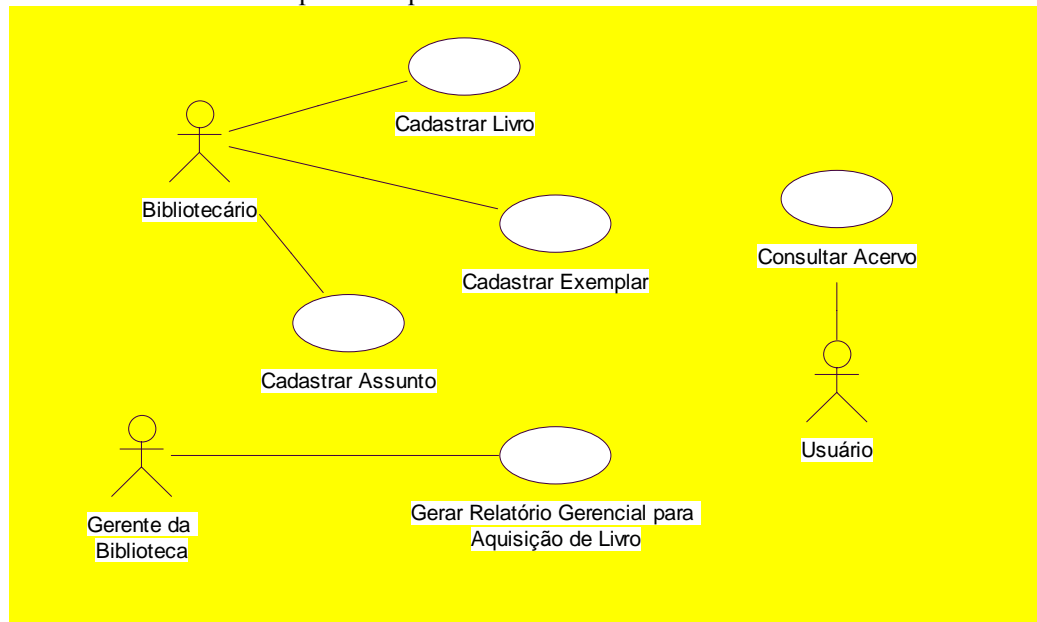 Cadastrar Livro
Bibliotecário
Cadastrar Exemplar
Consultar Acervo
Cadastrar Assunto
Usuário
Gerente da
Biblioteca
Gerar Relatório Gerencial para
Aquisição de Livro